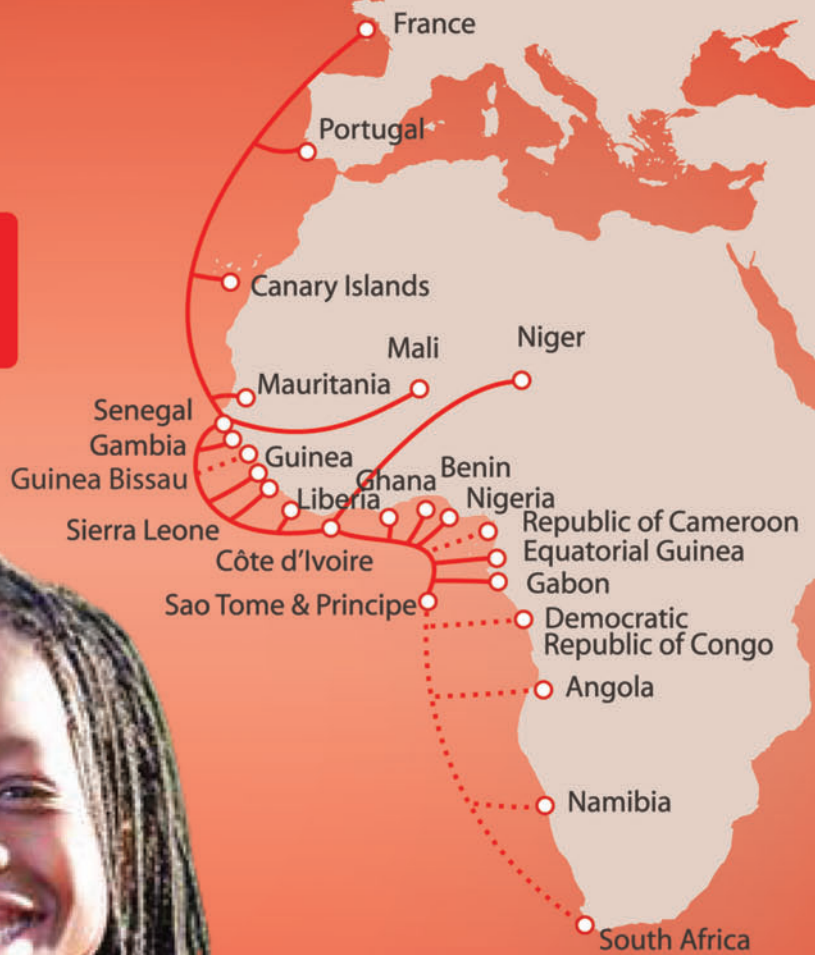 France
Portugal
Canary Islands
Mali
Niger
Mauritania
Senegal
Gambia
Guinea
Guinea Bissau
Ghana
Benin
Liberia
Nigeria
Sierra Leone
Republic of Cameroon
Côte d'Ivoire
Equatorial Guinea
Gabon
Sao Tome & Principe
Democratic
Republic of Congo
Angola
Namibia
South Africa